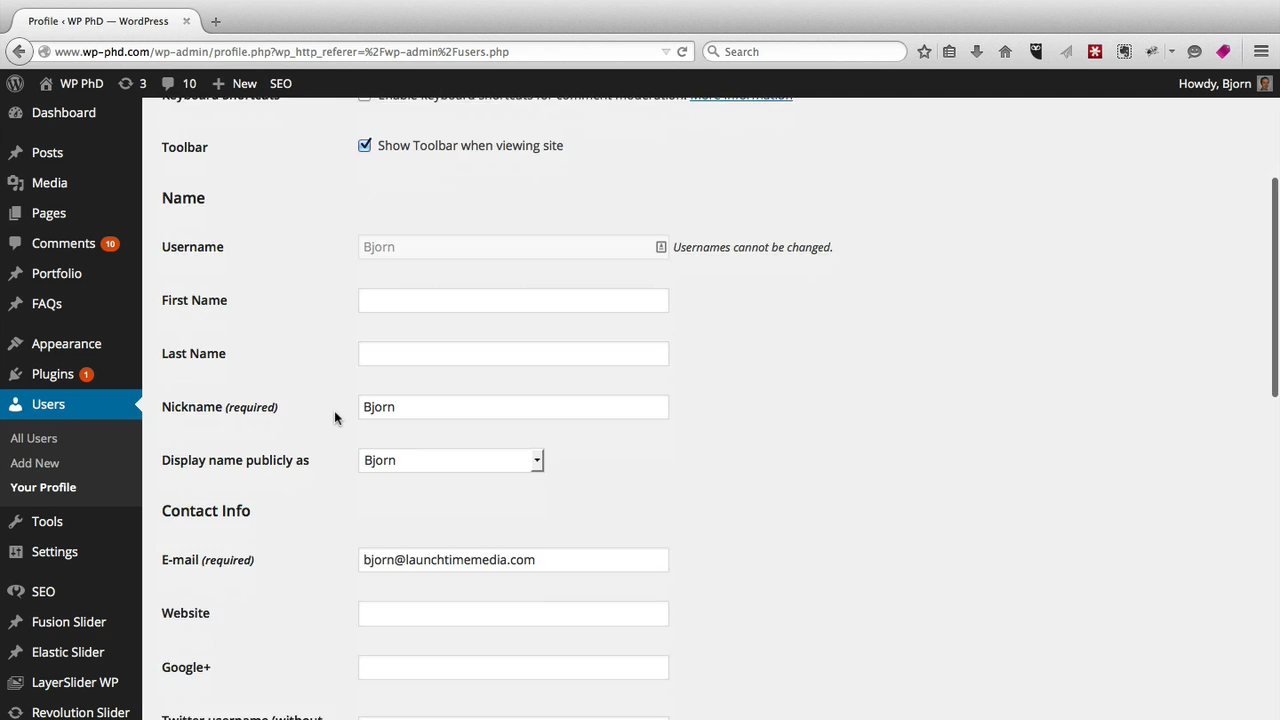 Profile ‹ WP PhD — WordPress
www.wp-phd.com/wp-admin/profile.php?wp_http_referer=%2Fwp-admin%2Fusers.php
Search
WP PhD 3 10 New SEO
Howdy, Bjorn
Dashboard
Posts
Media
Pages
Comments 10
Portfolio
FAQs
Appearance
Plugins 1
Users
All Users
Add New
Your Profile
Tools
Settings
SEO
Fusion Slider
Elastic Slider
LayerSlider WP
Revolution Slider
Keyboard Shortcuts Enable keyboard shortcuts for comment moderation. More information
Toolbar Show Toolbar when viewing site
Name
Username Bjorn Usernames cannot be changed.
First Name
Last Name
Nickname (required) Bjorn
Display name publicly as Bjorn
Contact Info
E-mail (required) bjorn@launchtimemedia.com
Website
Google+
Twitter username (without